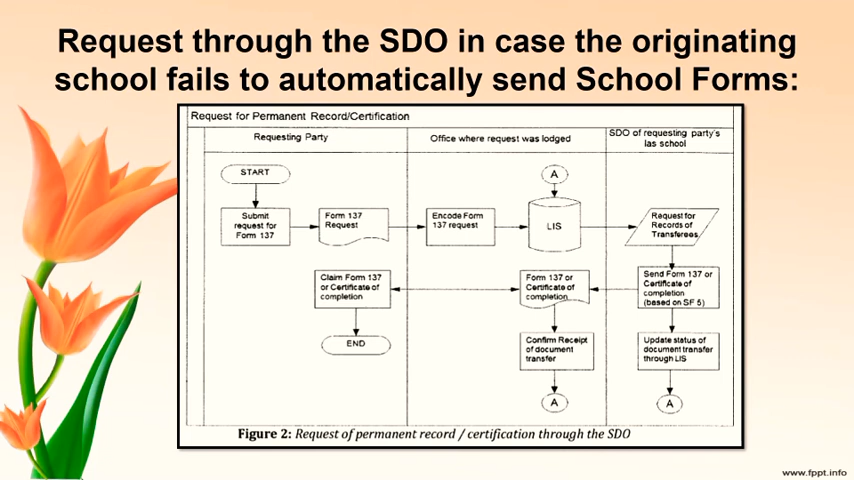 Request through the SDO in case the originating
school fails to automatically send School Forms:
Request for Permanent Record/Certification
Requesting Party
Office where request was lodged
SDO of requesting party's
las school
START
A
Submit
request for
Form 137
Form 137
Request
Encode Form
137 request
LIS
Request for
Records of
Transferees
Claim Form 137
or Certificate of
completion
Form 137 or
Certificate of
completion
Send Form 137 or
Certificate of
completion
(based on SF 5)
END
Confirm Receipt
of document
transfer
Update status of
document transfer
through LIS
A
A
Figure 2: Request of permanent record / certification through the SDO
www.fppt.info